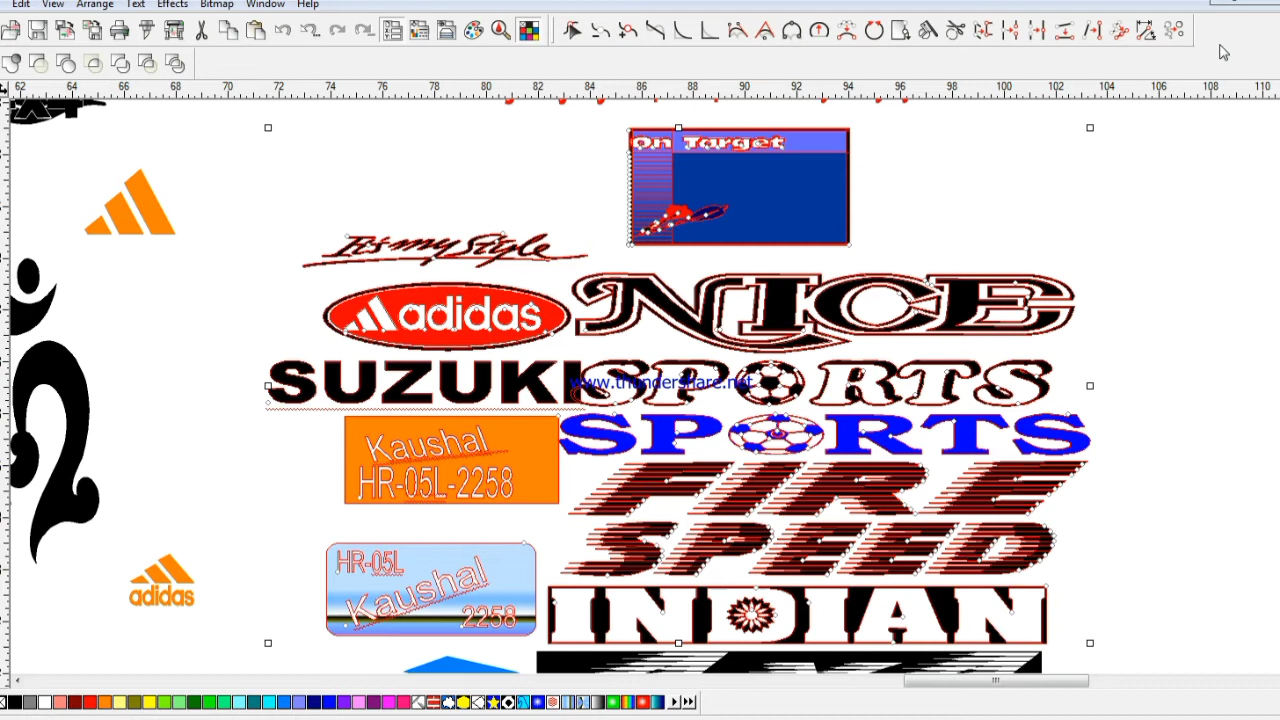 Edit View Arrange Text Effects Bitmap Window Help
62 64 66 68 70 72 74 76 78 80 82 84 86 88 90 92 94 96 98 100 102 104 106 108 110
On Target
It's my Style
adidas
NICE
SUZUKI
SPORTS
www.thundershare.net
Kaushal
HR-05L-2258
SPORTS
FIRE
SPEED
HR-05L
Kaushal
2258
adidas
INDIAN